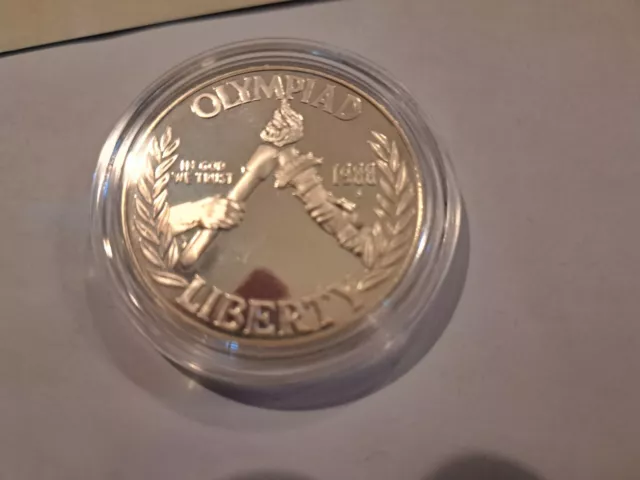 OLYMPIAD
IN GOD
WE TRUST
1988
LIBERTY